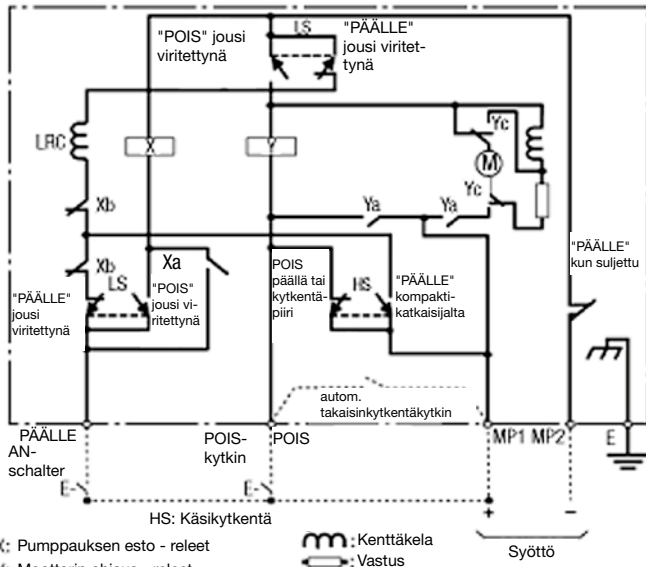 "POIS" jousi
viritettynä
LS
"PÄÄLLE"
jousi viritet-
tynä
LRC
X
Y
Yc
M
Yc
Xb
Ya
Ya
Xb
LS
Xa
"PÄÄLLE"
jousi
viritettynä
"POIS"
jousi vi-
ritettynä
POIS
päällä tai
kytkentä-
piiri
HS
"PÄÄLLE"
kompakti-
katkaisijalta
"PÄÄLLE"
kun suljettu
autom.
takaisinkytkentäkytkin
PÄÄLLE
AN-
schalter
POIS-
kytkin
POIS
MP1 MP2
E
E-
E-
+
−
HS: Käsikytkentä
Syöttö
X: Pumppauksen esto - releet
: Kenttäkela
: Vastus